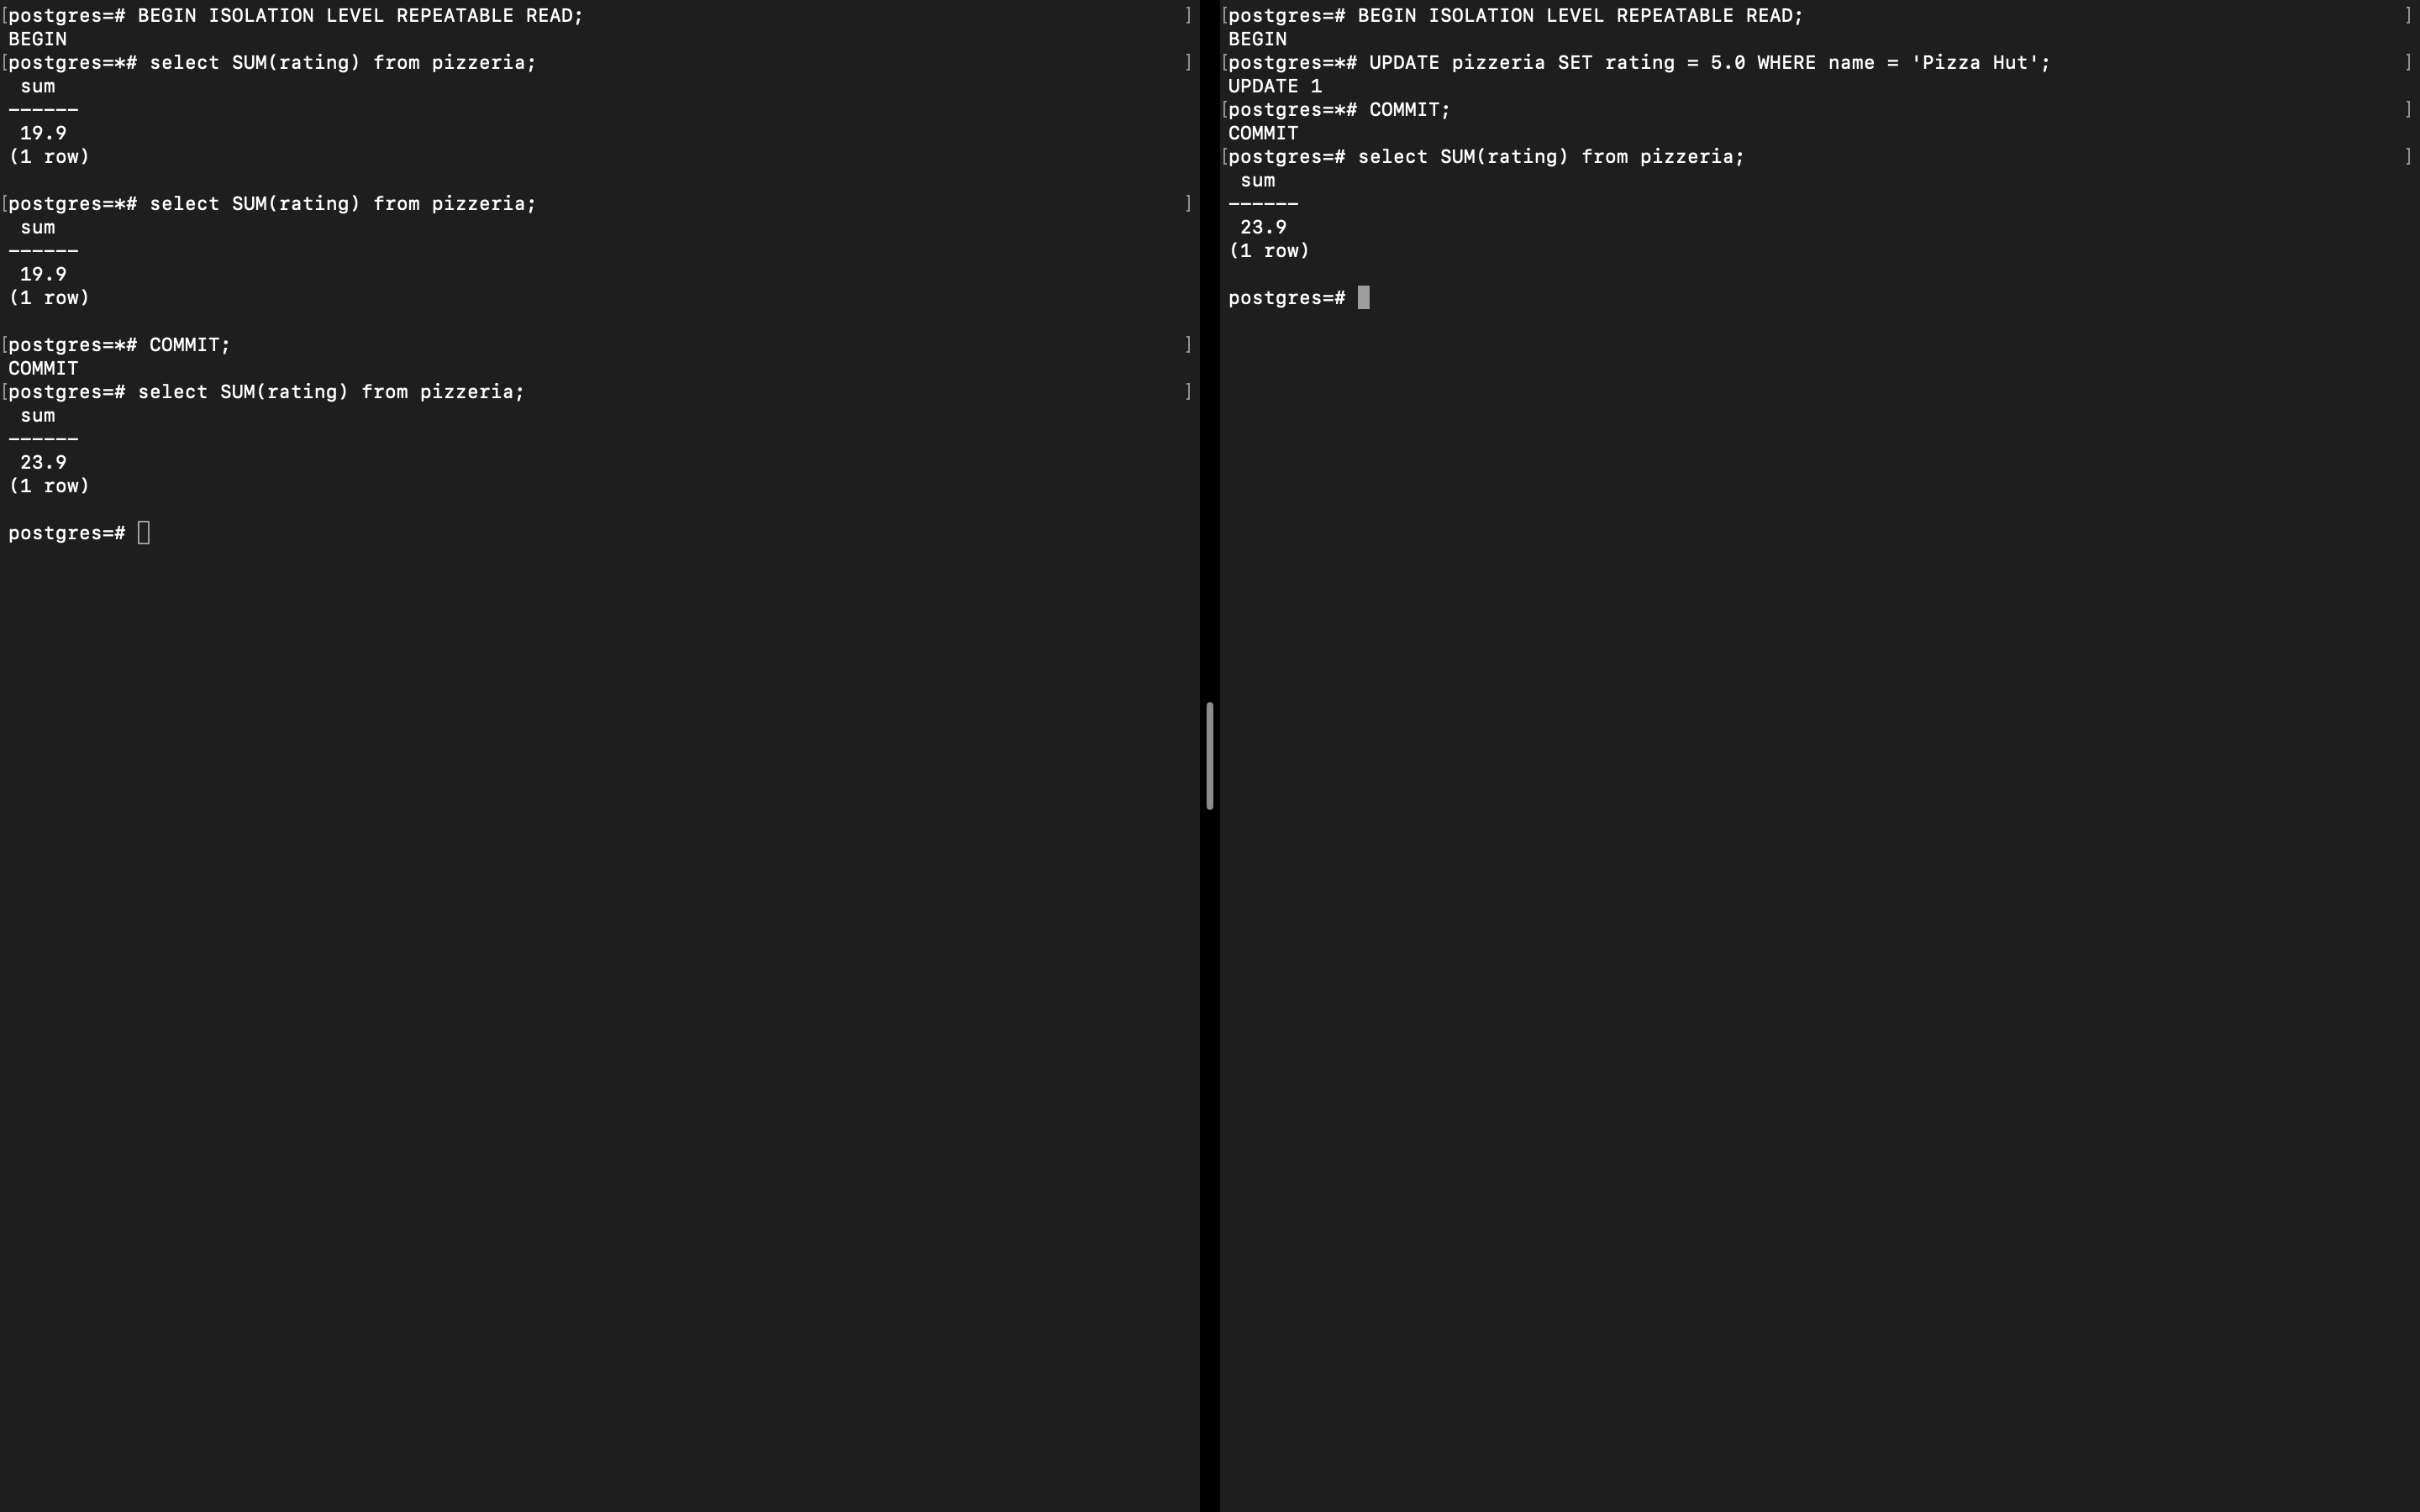 [postgres=# BEGIN ISOLATION LEVEL REPEATABLE READ; ]
BEGIN
[postgres=*# select SUM(rating) from pizzeria; ]
sum
------
19.9
(1 row)
[postgres=*# select SUM(rating) from pizzeria; ]
sum
------
19.9
(1 row)
[postgres=*# COMMIT; ]
COMMIT
[postgres=# select SUM(rating) from pizzeria; ]
sum
------
23.9
(1 row)
postgres=#
[postgres=# BEGIN ISOLATION LEVEL REPEATABLE READ; ]
BEGIN
[postgres=*# UPDATE pizzeria SET rating = 5.0 WHERE name = 'Pizza Hut'; ]
UPDATE 1
[postgres=*# COMMIT; ]
COMMIT
[postgres=# select SUM(rating) from pizzeria; ]
sum
------
23.9
(1 row)
postgres=#